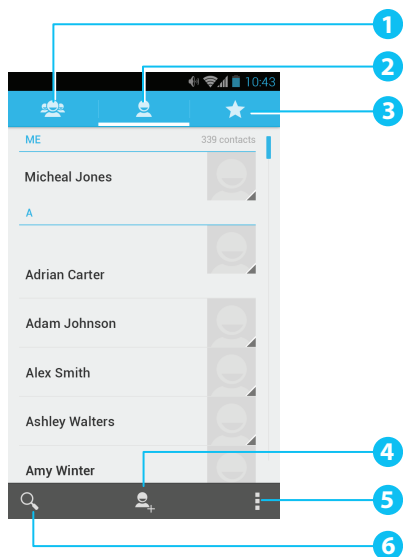 1
2
10:43
3
ME 339 contacts
Micheal Jones
A
Adrian Carter
Adam Johnson
Alex Smith
Ashley Walters
Amy Winter
4
5
6